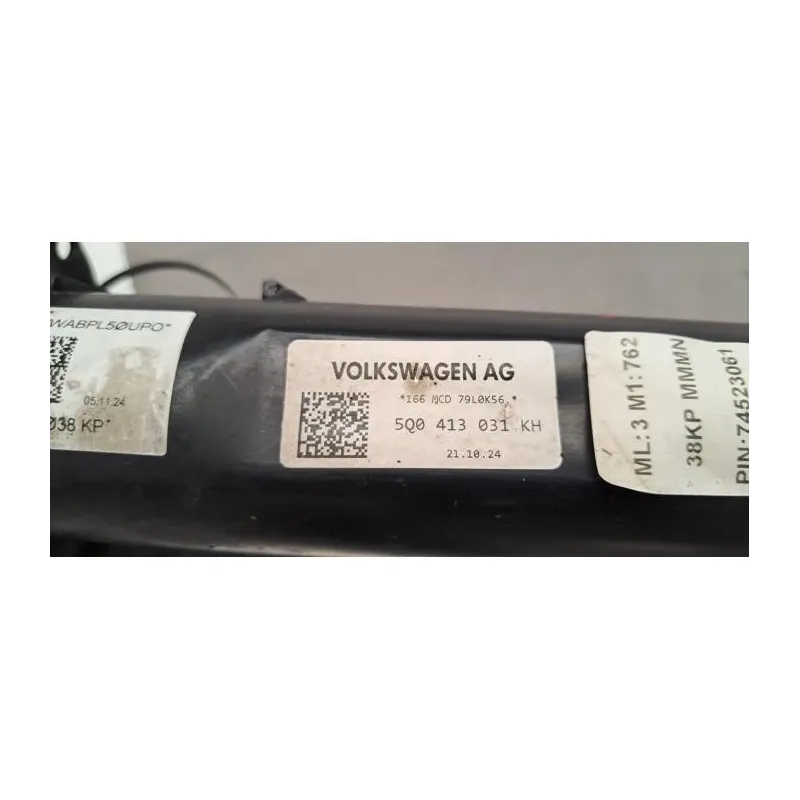 WABPL5ØUPO*
05.11.24
038 KP*
VOLKSWAGEN AG
*166 MCD 79L0K56.*
5Q0 413 031 KH
21.10.24
ML:3 M1:762
38KP MMMN
PIN:74523061